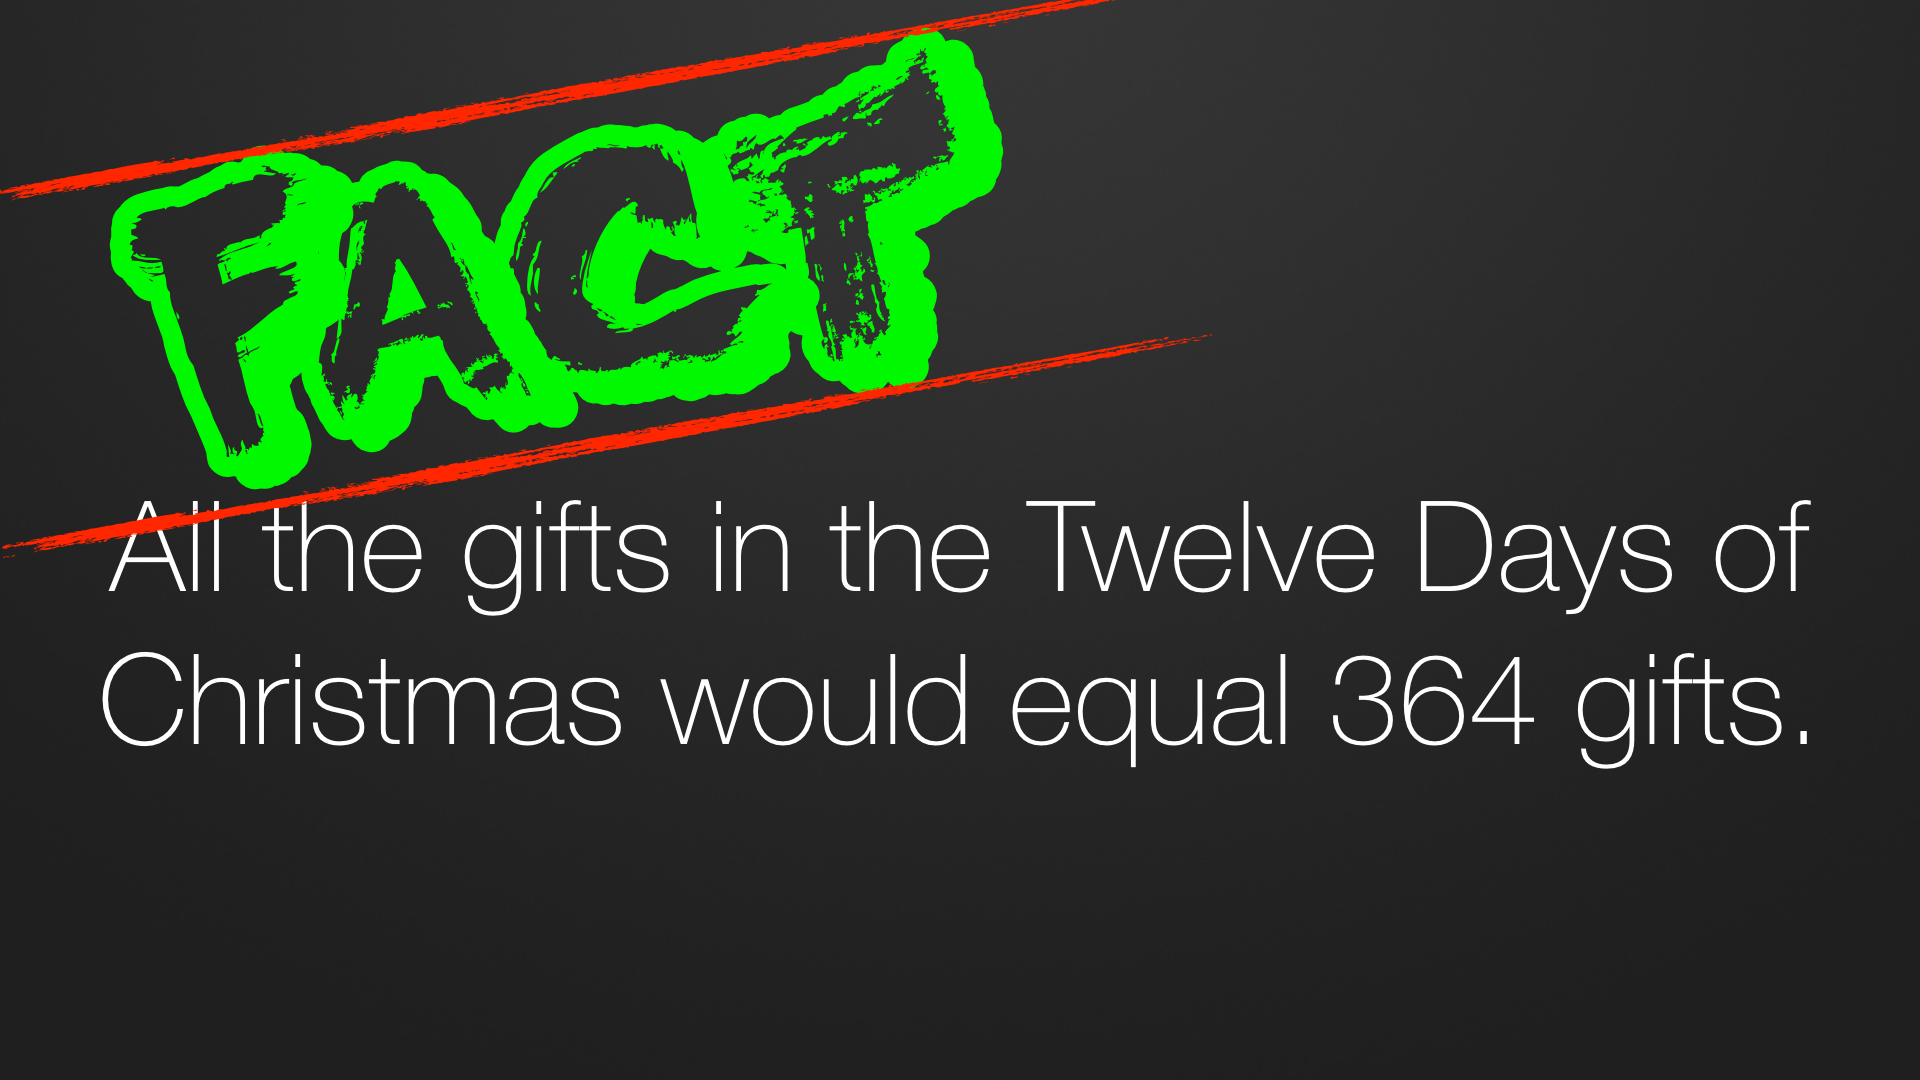 FACT
All the gifts in the Twelve Days of
Christmas would equal 364 gifts.